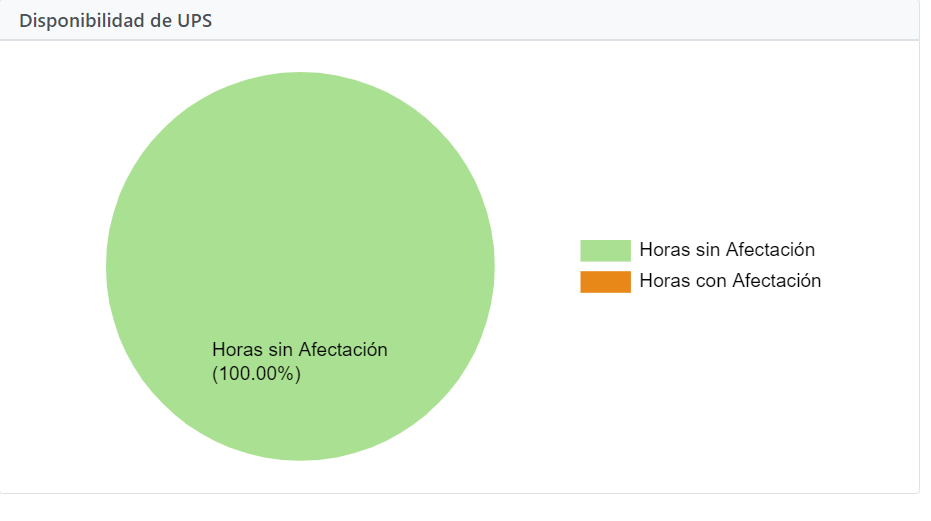 Disponibilidad de UPS
Horas sin Afectación
(100.00%)
Horas sin Afectación
Horas con Afectación